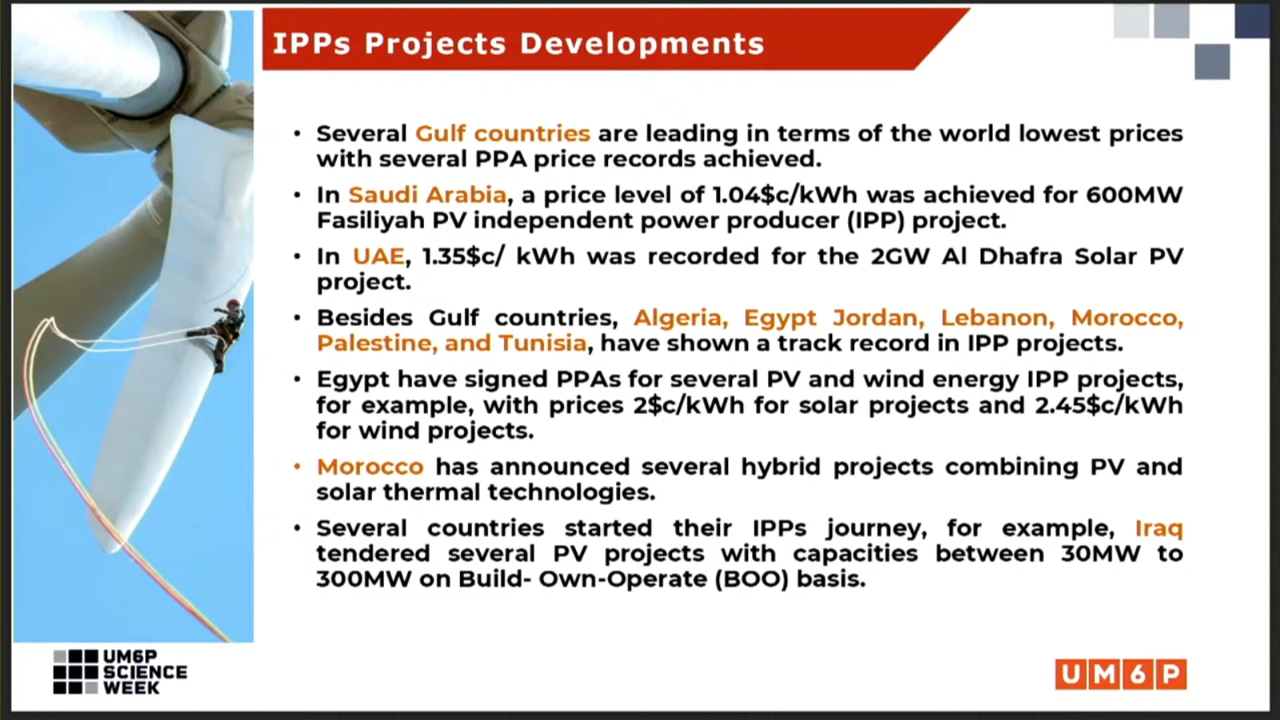 IPPs Projects Developments
• Several Gulf countries are leading in terms of the world lowest prices
with several PPA price records achieved.
• In Saudi Arabia, a price level of 1.04$c/kWh was achieved for 600MW
Fasiliyah PV independent power producer (IPP) project.
• In UAE, 1.35$c/ kWh was recorded for the 2GW Al Dhafra Solar PV
project.
• Besides Gulf countries, Algeria, Egypt Jordan, Lebanon, Morocco,
Palestine, and Tunisia, have shown a track record in IPP projects.
• Egypt have signed PPAs for several PV and wind energy IPP projects,
for example, with prices 2$c/kWh for solar projects and 2.45$c/kWh
for wind projects.
• Morocco has announced several hybrid projects combining PV and
solar thermal technologies.
• Several countries started their IPPs journey, for example, Iraq
tendered several PV projects with capacities between 30MW to
300MW on Build- Own-Operate (BOO) basis.
UM6P
SCIENCE
WEEK
UM6P